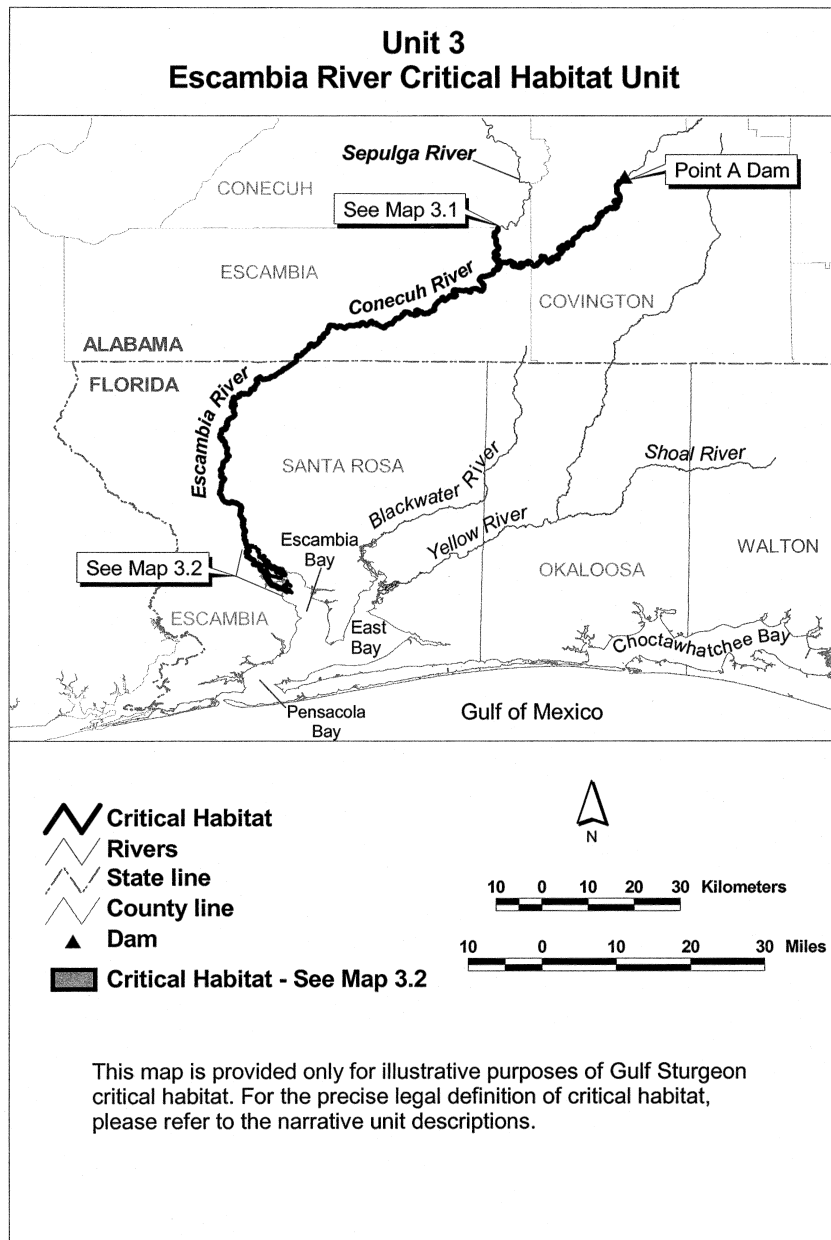 Unit 3
Escambia River Critical Habitat Unit
Sepulga River
Point A Dam
CONECUH
See Map 3.1
ESCAMBIA
Conecuh River
COVINGTON
ALABAMA
FLORIDA
Escambia River
SANTA ROSA
Shoal River
Blackwater River
Yellow River
Escambia
Bay
WALTON
See Map 3.2
OKALOOSA
ESCAMBIA
East
Bay
Choctawhatchee Bay
Pensacola
Bay
Gulf of Mexico
Critical Habitat
Rivers
State line
County line
Dam
Critical Habitat - See Map 3.2
N
10 0 10 20 30 Kilometers
10 0 10 20 30 Miles
This map is provided only for illustrative purposes of Gulf Sturgeon
critical habitat. For the precise legal definition of critical habitat,
please refer to the narrative unit descriptions.